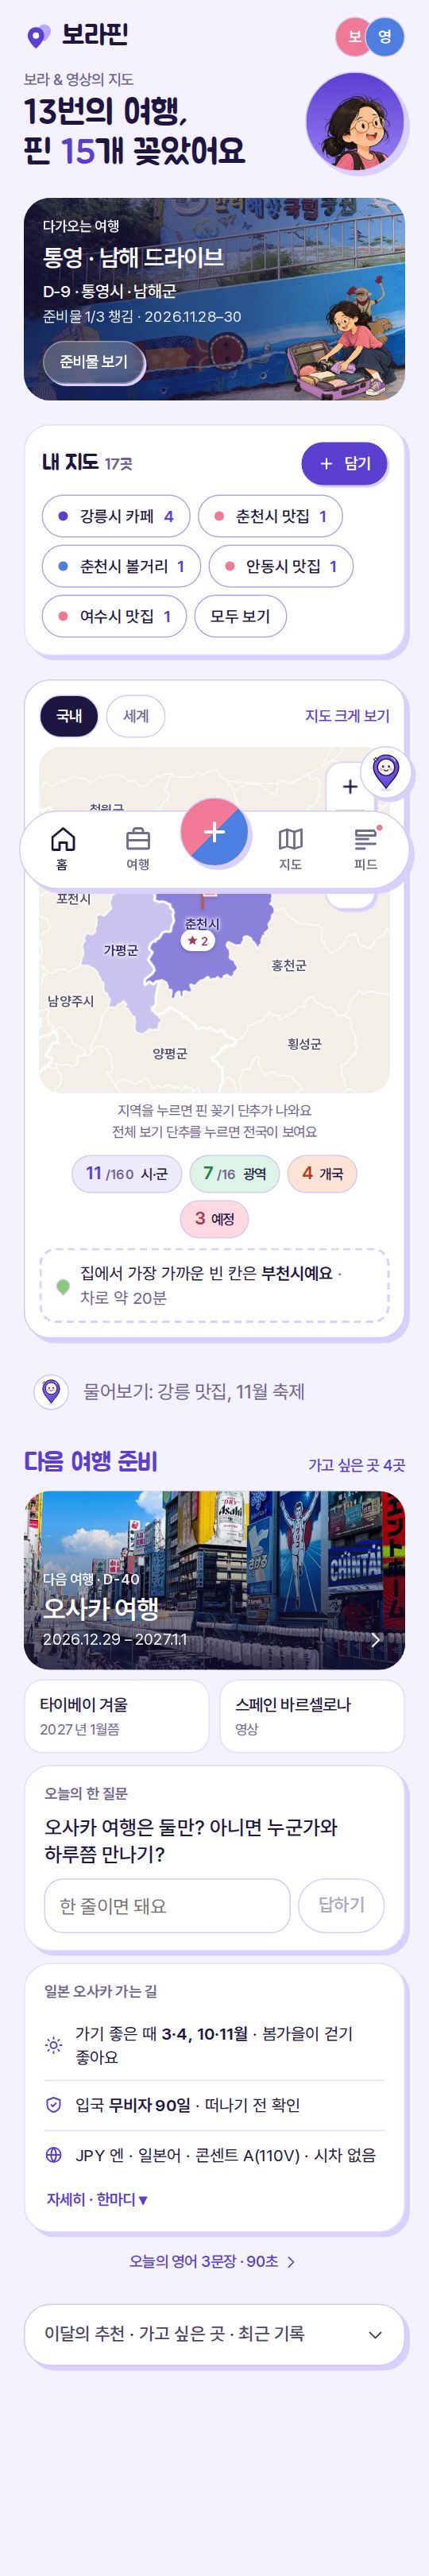 보라핀
보 영
보라 & 영상의 지도
13번의 여행,
핀 15개 꽂았어요
다가오는 여행
통영 · 남해 드라이브
D-9 · 통영시 · 남해군
준비물 1/3 챙김 · 2026.11.28–30
준비물 보기
내 지도 17곳
+ 담기
강릉시 카페 4
춘천시 맛집 1
춘천시 볼거리 1
안동시 맛집 1
여수시 맛집 1
모두 보기
국내
세계
지도 크게 보기
+
홈
여행
+
지도
피드
포천시
춘천시
★ 2
가평군
홍천군
남양주시
횡성군
양평군
지역을 누르면 핀 꽂기 단추가 나와요
전체 보기 단추를 누르면 전국이 보여요
11 /160 시·군
7 /16 광역
4 개국
3 예정
집에서 가장 가까운 빈 칸은 부천시예요 ·
차로 약 20분
물어보기: 강릉 맛집, 11월 축제
다음 여행 준비
가고 싶은 곳 4곳
Asahi
다음 여행 · D-40
오사카 여행
2026.12.29 – 2027.1.1
타이베이 겨울
2027년 1월쯤
스페인 바르셀로나
영상
오늘의 한 질문
오사카 여행은 둘만? 아니면 누군가와
하루쯤 만나기?
한 줄이면 돼요
답하기
일본 오사카 가는 길
가기 좋은 때 3·4, 10·11월 · 봄가을이 걷기
좋아요
입국 무비자 90일 · 떠나기 전 확인
JPY 엔 · 일본어 · 콘센트 A(110V) · 시차 없음
자세히 · 한마디 ▾
오늘의 영어 3문장 · 90초
이달의 추천 · 가고 싶은 곳 · 최근 기록